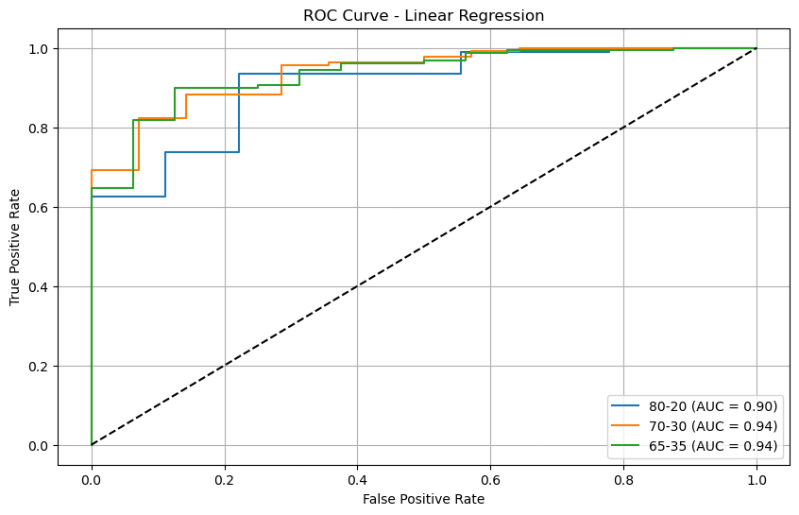 ROC Curve - Linear Regression
True Positive Rate
1.0
0.8
0.6
0.4
0.2
0.0
80-20 (AUC = 0.90)
70-30 (AUC = 0.94)
65-35 (AUC = 0.94)
0.0 0.2 0.4 0.6 0.8 1.0
False Positive Rate